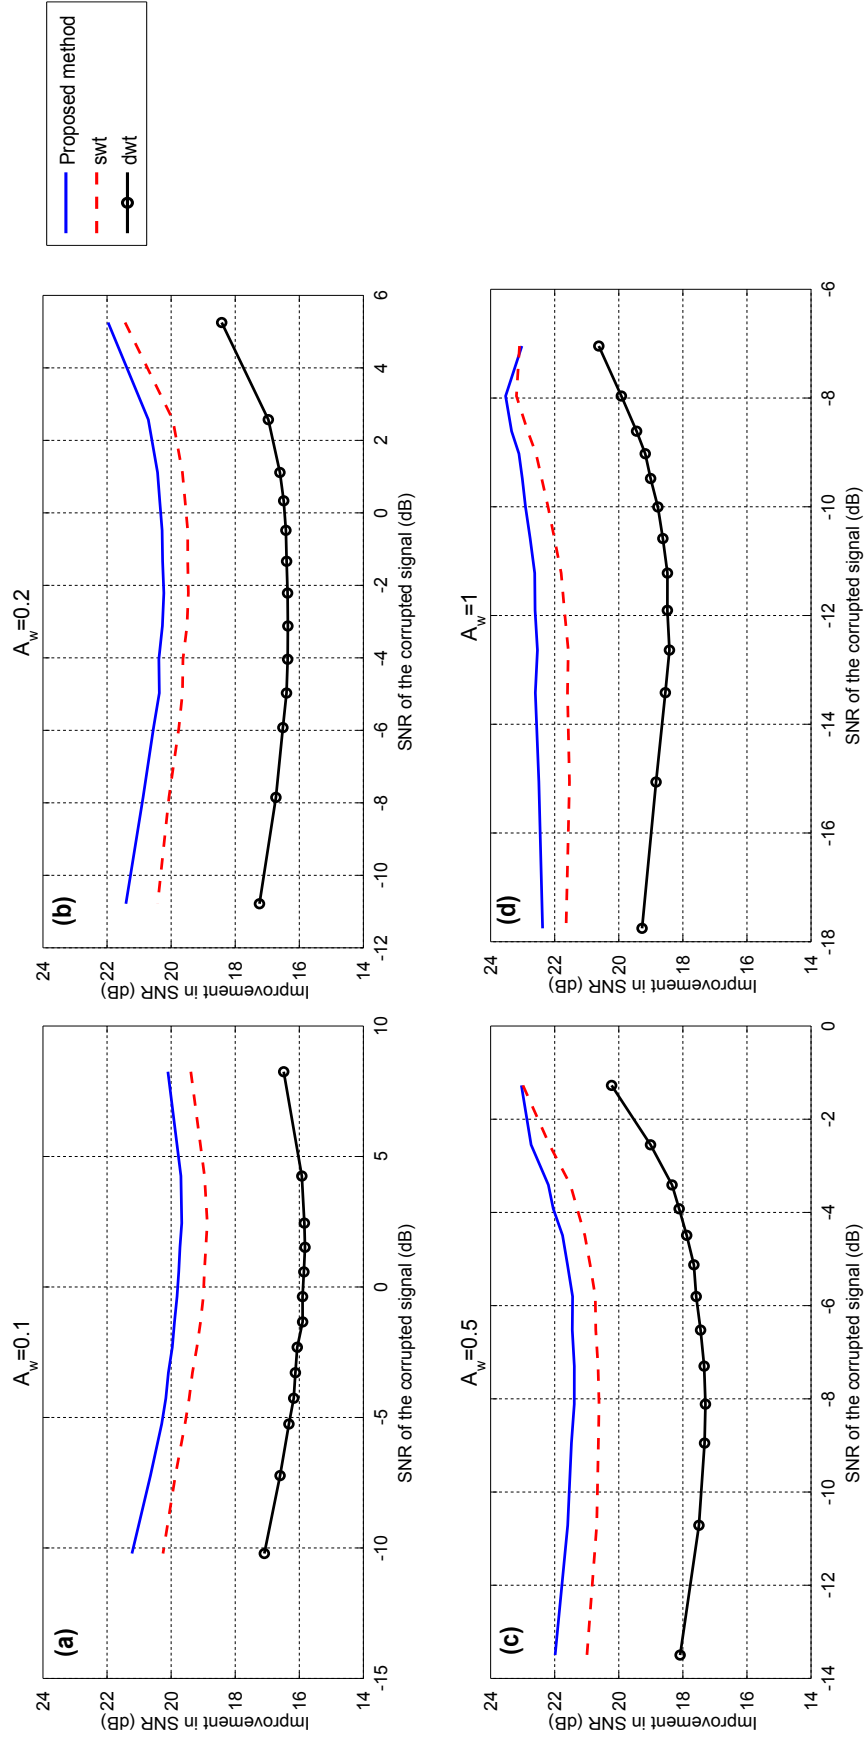 Proposed method
swt
dwt
A_w=0.1
(a)
24
22
20
18
16
14
-15
-10
-5
0
5
10
Improvement in SNR (dB)
SNR of the corrupted signal (dB)
A_w=0.2
(b)
24
22
20
18
16
14
-12
-10
-8
-6
-4
-2
0
2
4
6
Improvement in SNR (dB)
SNR of the corrupted signal (dB)
A_w=0.5
(c)
24
22
20
18
16
14
-14
-12
-10
-8
-6
-4
-2
0
Improvement in SNR (dB)
SNR of the corrupted signal (dB)
A_w=1
(d)
24
22
20
18
16
14
-18
-16
-14
-12
-10
-8
-6
Improvement in SNR (dB)
SNR of the corrupted signal (dB)